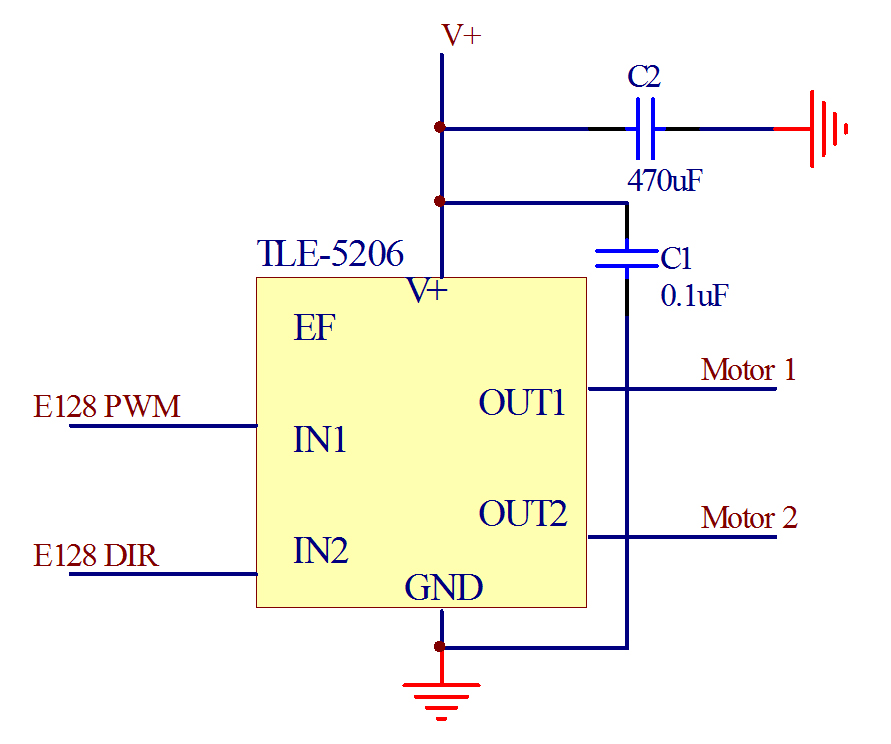 V+
C2
470uF
TLE-5206
V+
C1
0.1uF
EF
Motor 1
OUT1
E128 PWM
IN1
OUT2
Motor 2
E128 DIR
IN2
GND